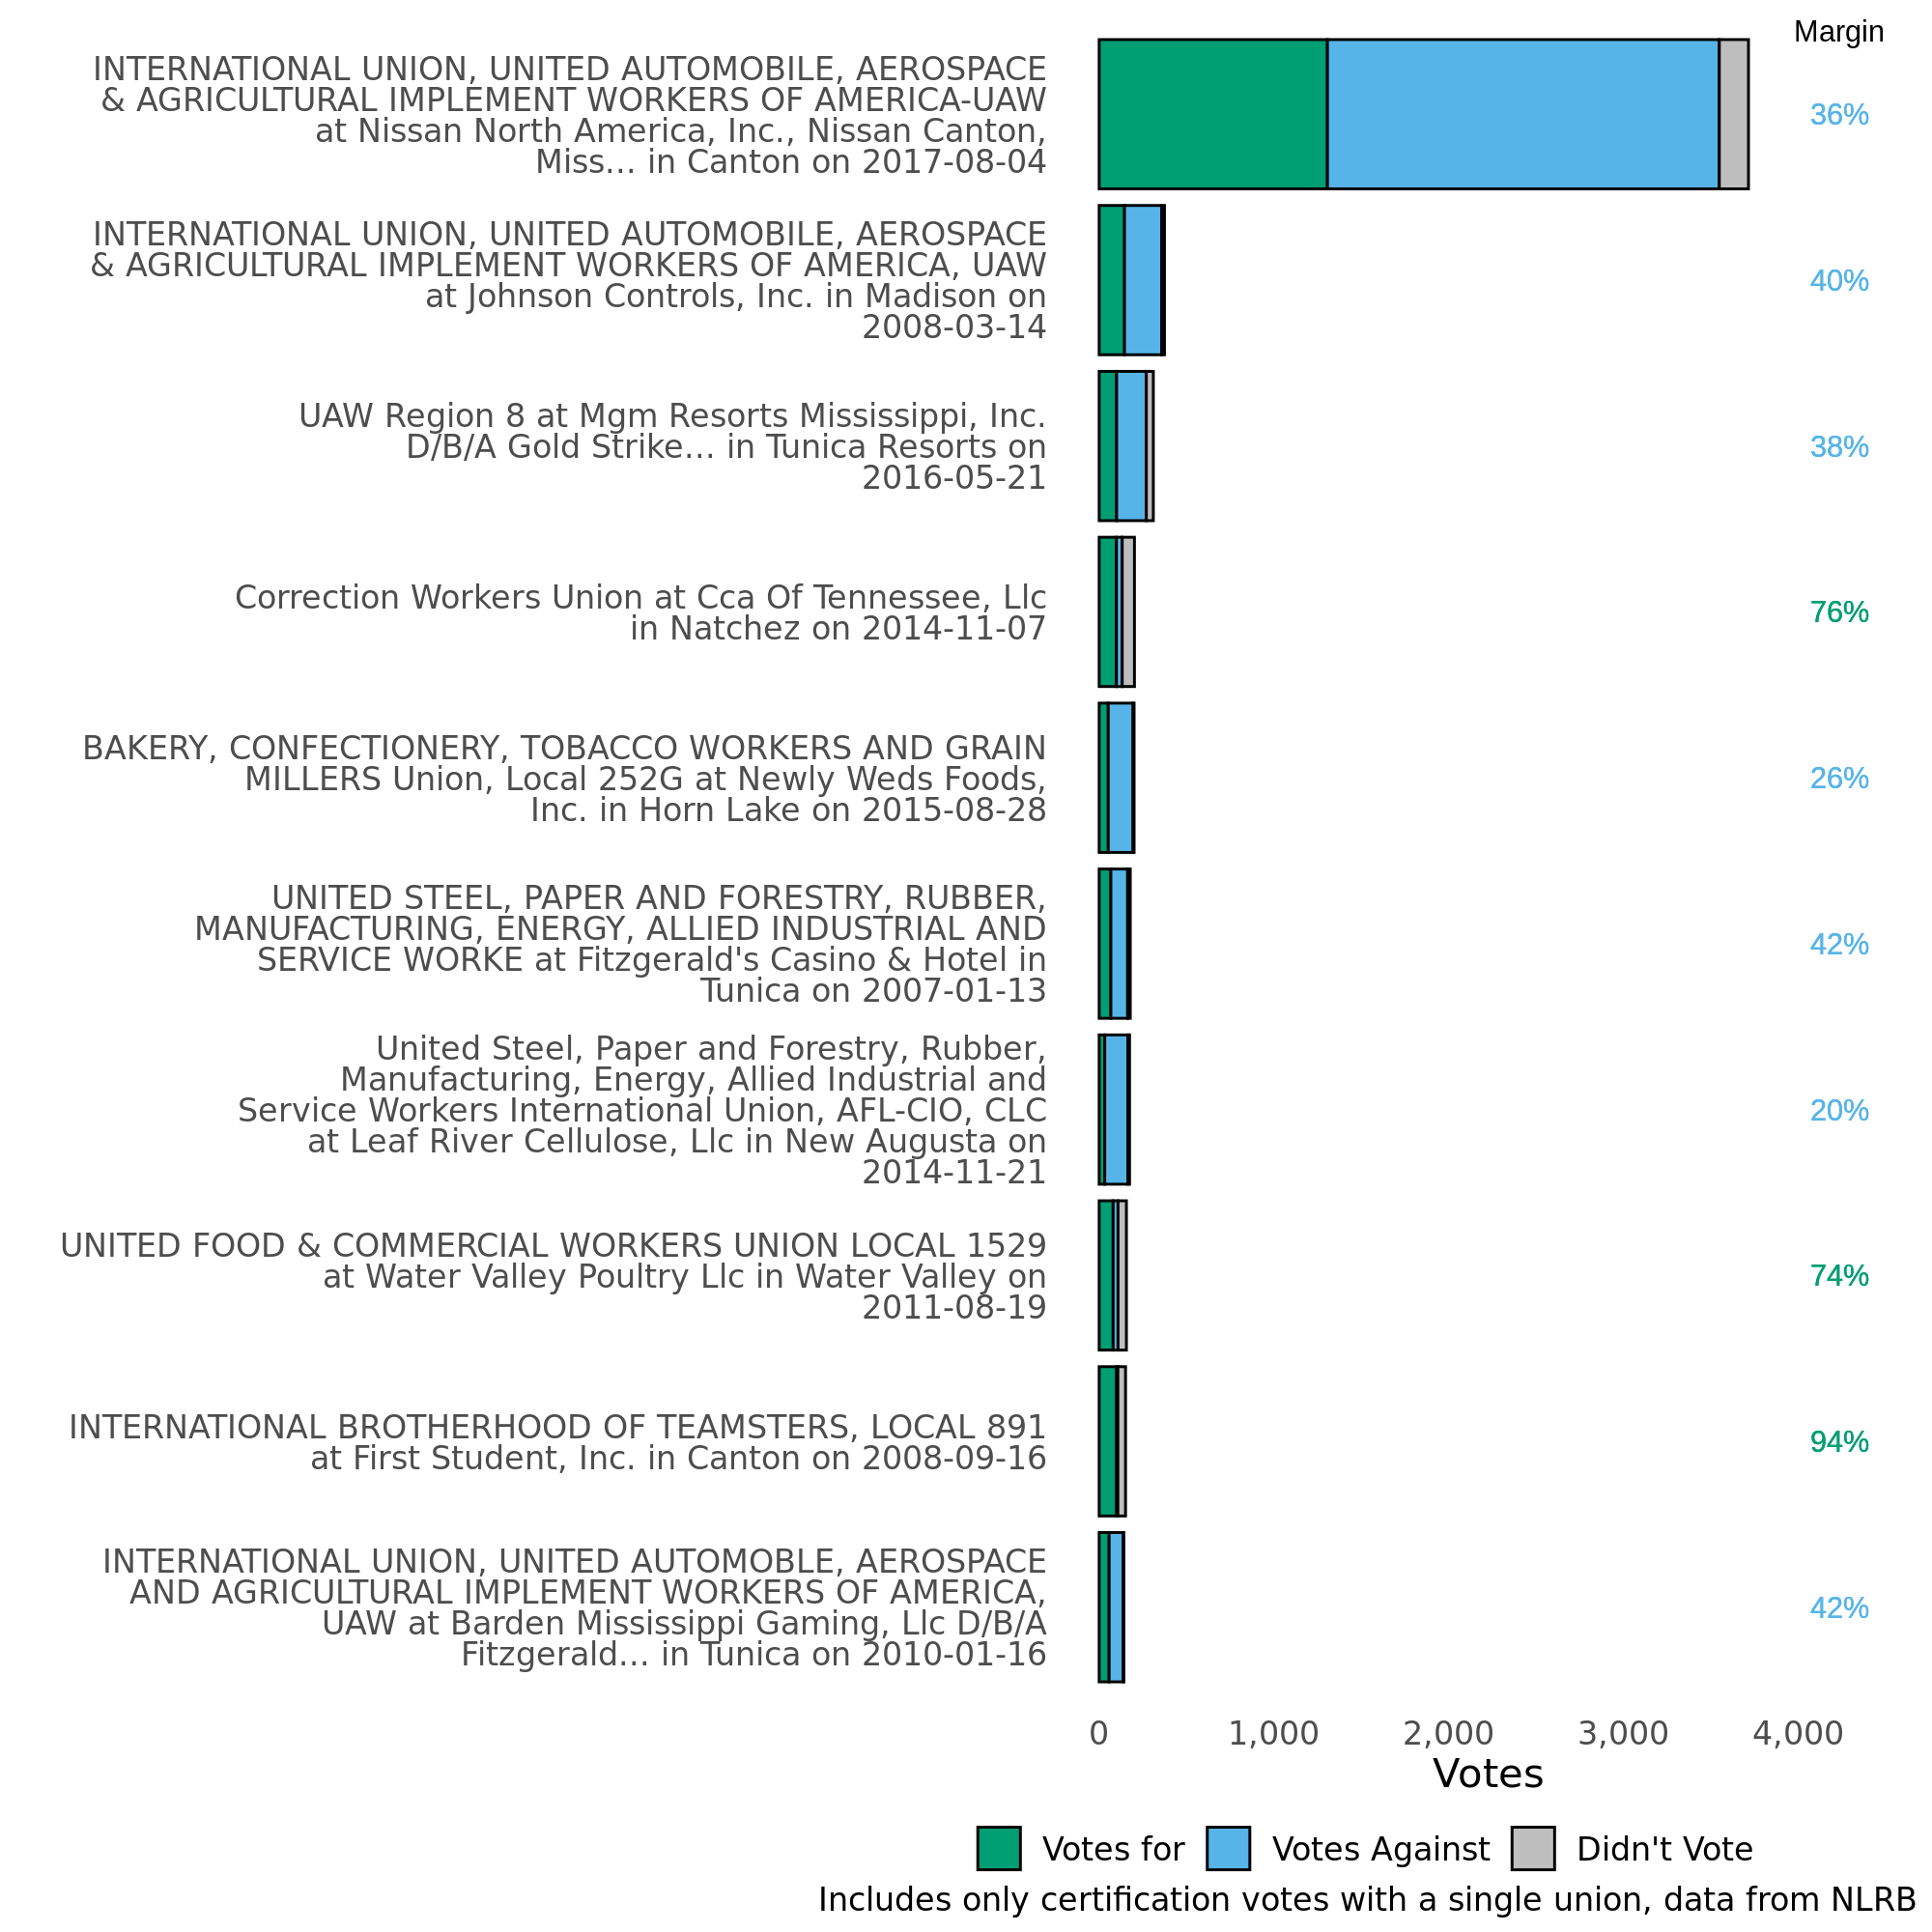 Margin
INTERNATIONAL UNION, UNITED AUTOMOBILE, AEROSPACE
& AGRICULTURAL IMPLEMENT WORKERS OF AMERICA-UAW
at Nissan North America, Inc., Nissan Canton,
Miss... in Canton on 2017-08-04
36%
INTERNATIONAL UNION, UNITED AUTOMOBILE, AEROSPACE
& AGRICULTURAL IMPLEMENT WORKERS OF AMERICA, UAW
at Johnson Controls, Inc. in Madison on
2008-03-14
40%
UAW Region 8 at Mgm Resorts Mississippi, Inc.
D/B/A Gold Strike... in Tunica Resorts on
2016-05-21
38%
Correction Workers Union at Cca Of Tennessee, Llc
in Natchez on 2014-11-07
76%
BAKERY, CONFECTIONERY, TOBACCO WORKERS AND GRAIN
MILLERS Union, Local 252G at Newly Weds Foods,
Inc. in Horn Lake on 2015-08-28
26%
UNITED STEEL, PAPER AND FORESTRY, RUBBER,
MANUFACTURING, ENERGY, ALLIED INDUSTRIAL AND
SERVICE WORKE at Fitzgerald's Casino & Hotel in
Tunica on 2007-01-13
42%
United Steel, Paper and Forestry, Rubber,
Manufacturing, Energy, Allied Industrial and
Service Workers International Union, AFL-CIO, CLC
at Leaf River Cellulose, Llc in New Augusta on
2014-11-21
20%
UNITED FOOD & COMMERCIAL WORKERS UNION LOCAL 1529
at Water Valley Poultry Llc in Water Valley on
2011-08-19
74%
INTERNATIONAL BROTHERHOOD OF TEAMSTERS, LOCAL 891
at First Student, Inc. in Canton on 2008-09-16
94%
INTERNATIONAL UNION, UNITED AUTOMOBLE, AEROSPACE
AND AGRICULTURAL IMPLEMENT WORKERS OF AMERICA,
UAW at Barden Mississippi Gaming, Llc D/B/A
Fitzgerald... in Tunica on 2010-01-16
42%
0 1,000 2,000 3,000 4,000
Votes
Votes for Votes Against Didn't Vote
Includes only certification votes with a single union, data from NLRB